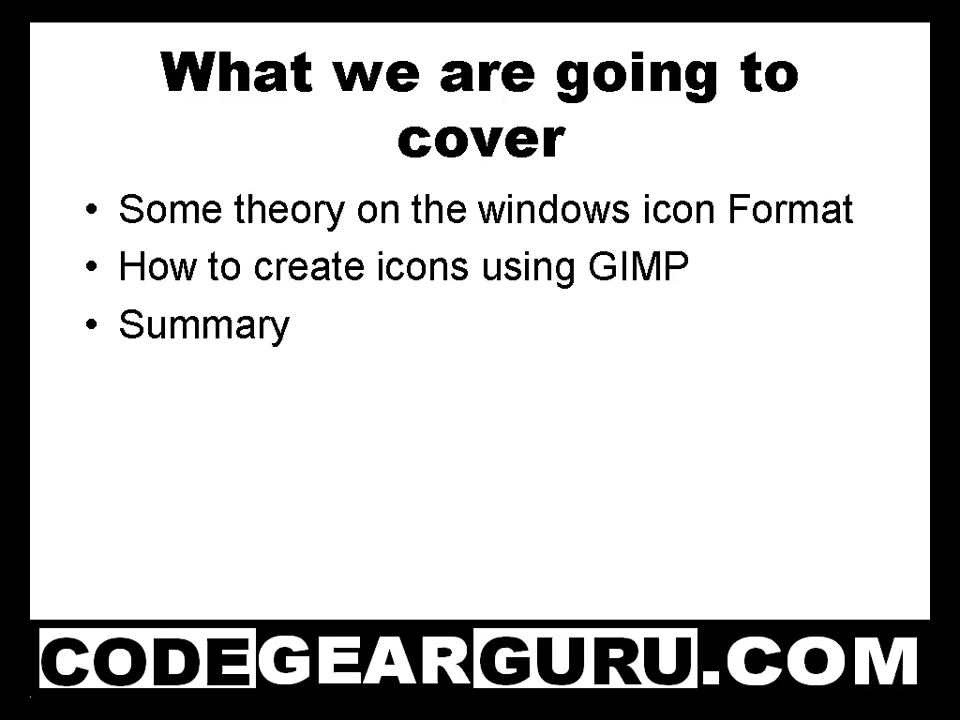 What we are going to
cover
• Some theory on the windows icon Format
• How to create icons using GIMP
• Summary
CODEGEARGURU.COM